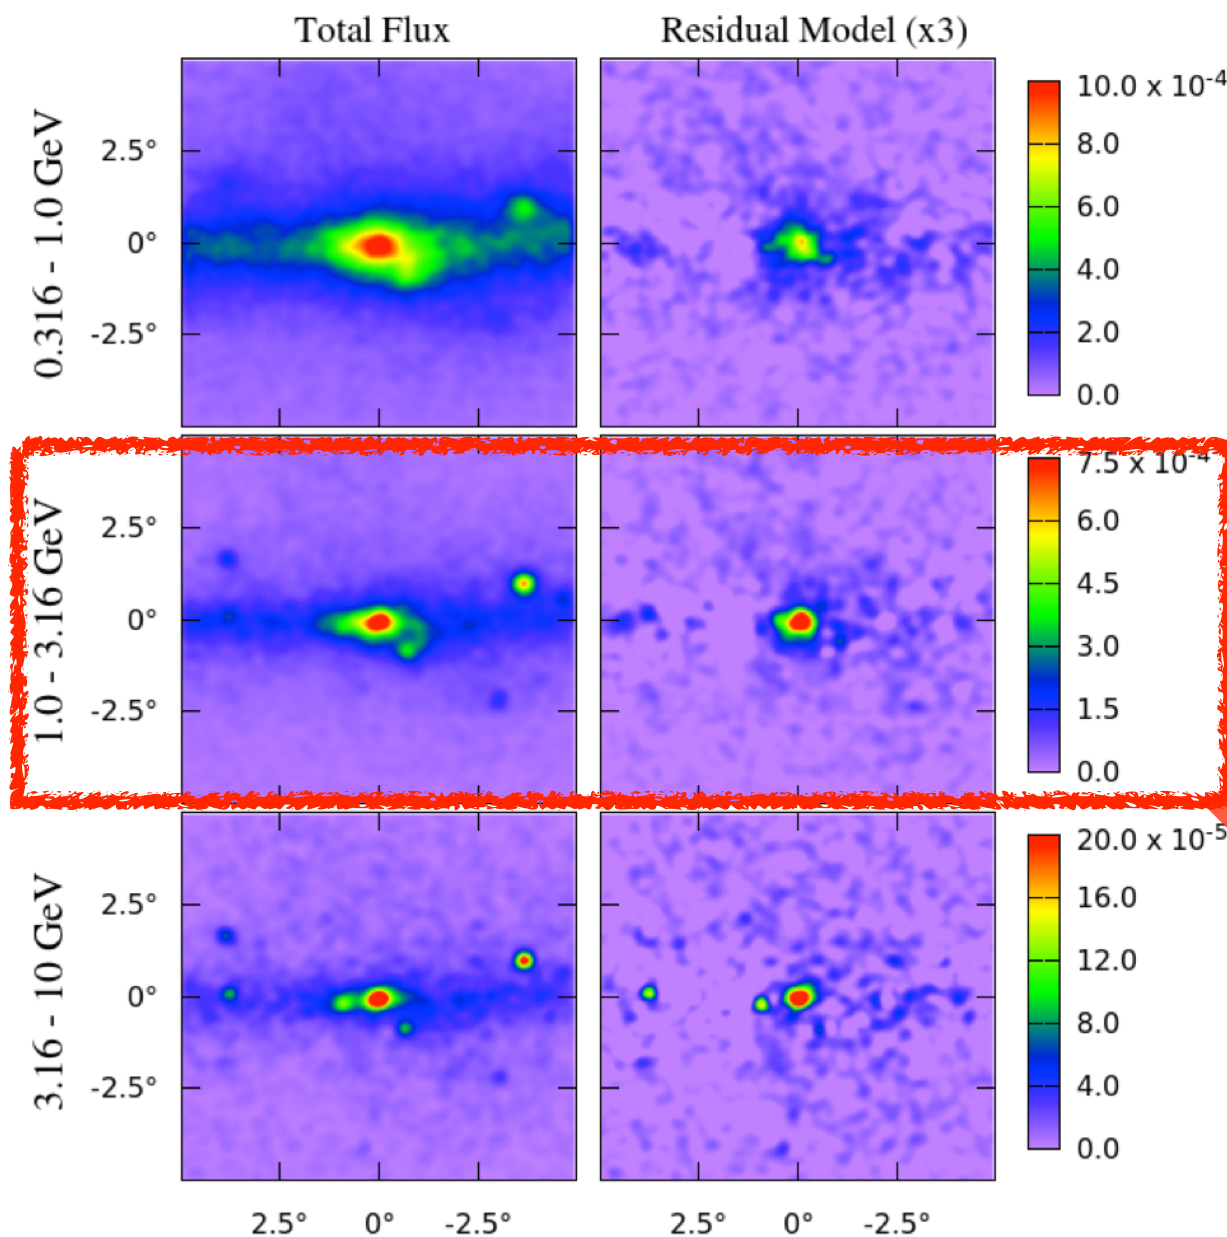 Total Flux
Residual Model (x3)
0.316 - 1.0 GeV
2.5°
0°
-2.5°
10.0 x 10-4
8.0
6.0
4.0
2.0
0.0
1.0 - 3.16 GeV
2.5°
0°
-2.5°
7.5 x 10-4
6.0
4.5
3.0
1.5
0.0
3.16 - 10 GeV
2.5°
0°
-2.5°
20.0 x 10-5
16.0
12.0
8.0
4.0
0.0
2.5° 0° -2.5°
2.5° 0° -2.5°